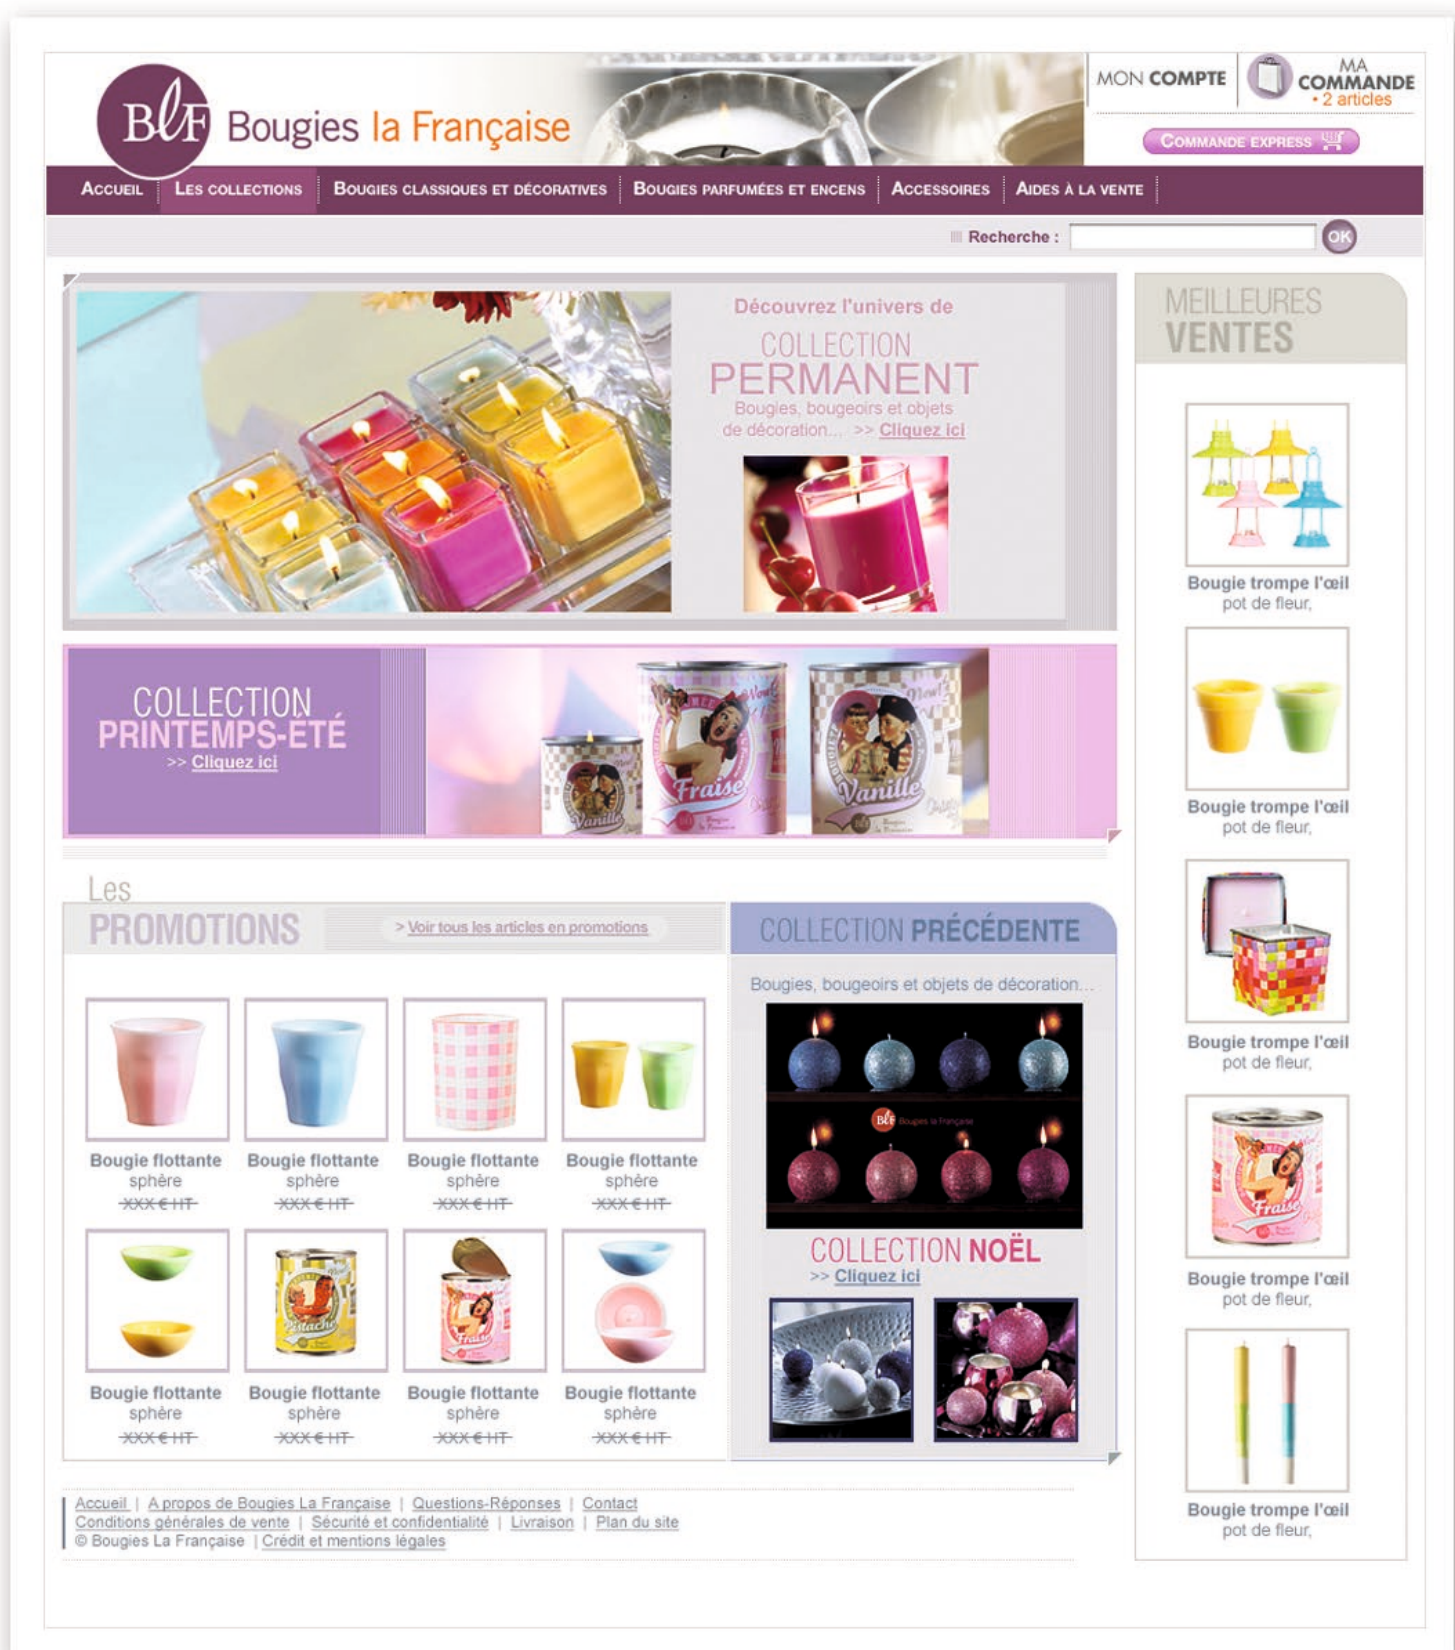 BLF Bougies la Française
MON COMPTE
MA
COMMANDE
• 2 articles
COMMANDE EXPRESS
ACCUEIL
LES COLLECTIONS
BOUGIES CLASSIQUES ET DÉCORATIVES
BOUGIES PARFUMÉES ET ENCENS
ACCESSOIRES
AIDES À LA VENTE
Recherche :
OK
Découvrez l'univers de
COLLECTION
PERMANENT
Bougies, bougeoirs et objets
de décoration... >> Cliquez ici
COLLECTION
PRINTEMPS-ÉTÉ
>> Cliquez ici
Vanille
Fraise
Vanille
Les
PROMOTIONS
> Voir tous les articles en promotions
Bougie flottante
sphère
XXX € HT
Bougie flottante
sphère
XXX € HT
Bougie flottante
sphère
XXX € HT
Bougie flottante
sphère
XXX € HT
Pistache
Fraise
Bougie flottante
sphère
XXX € HT
Bougie flottante
sphère
XXX € HT
Bougie flottante
sphère
XXX € HT
Bougie flottante
sphère
XXX € HT
COLLECTION PRÉCÉDENTE
Bougies, bougeoirs et objets de décoration...
BLF Bougies la Française
COLLECTION NOËL
>> Cliquez ici
MEILLEURES
VENTES
Bougie trompe l'œil
pot de fleur,
Bougie trompe l'œil
pot de fleur,
Bougie trompe l'œil
pot de fleur,
Fraise
Bougie trompe l'œil
pot de fleur,
Bougie trompe l'œil
pot de fleur,
Accueil | A propos de Bougies La Française | Questions-Réponses | Contact
Conditions générales de vente | Sécurité et confidentialité | Livraison | Plan du site
© Bougies La Française | Crédit et mentions légales